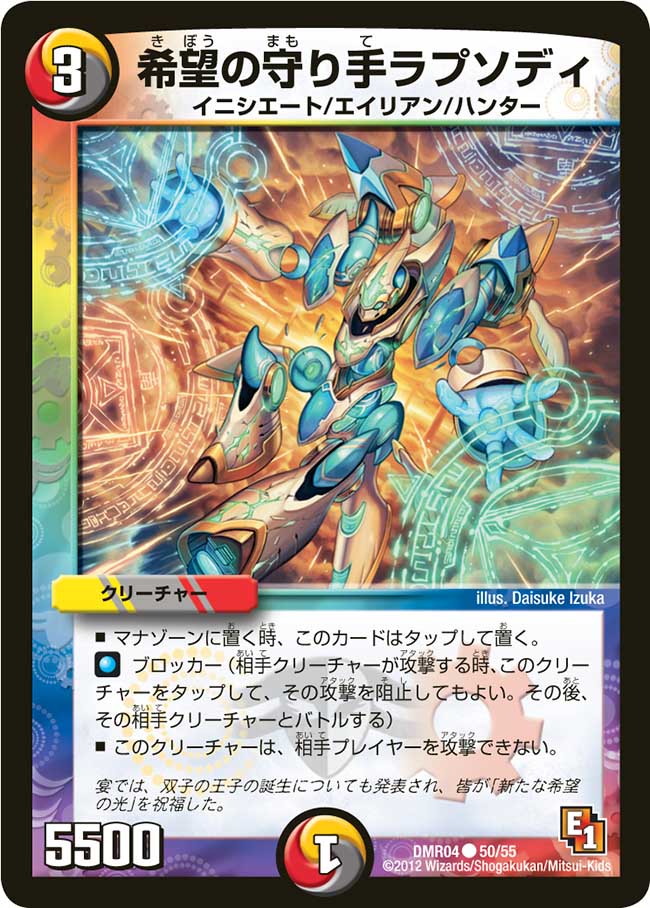 3
希望の守り手ラプソディ
イニシエート/エイリアン/ハンター
クリーチャー
illus. Daisuke Izuka
■ マナゾーンに置く時、このカードはタップして置く。
ブロッカー（相手クリーチャーが攻撃する時、このクリー
チャーをタップして、その攻撃を阻止してもよい。その後、
その相手クリーチャーとバトルする）
■ このクリーチャーは、相手プレイヤーを攻撃できない。
宴では、双子の王子の誕生についても発表され、皆が「新たな希望
の光」を祝福した。
5500
1
E1
DMR04 ● 50/55
©2012 Wizards/Shogakukan/Mitsui-Kids